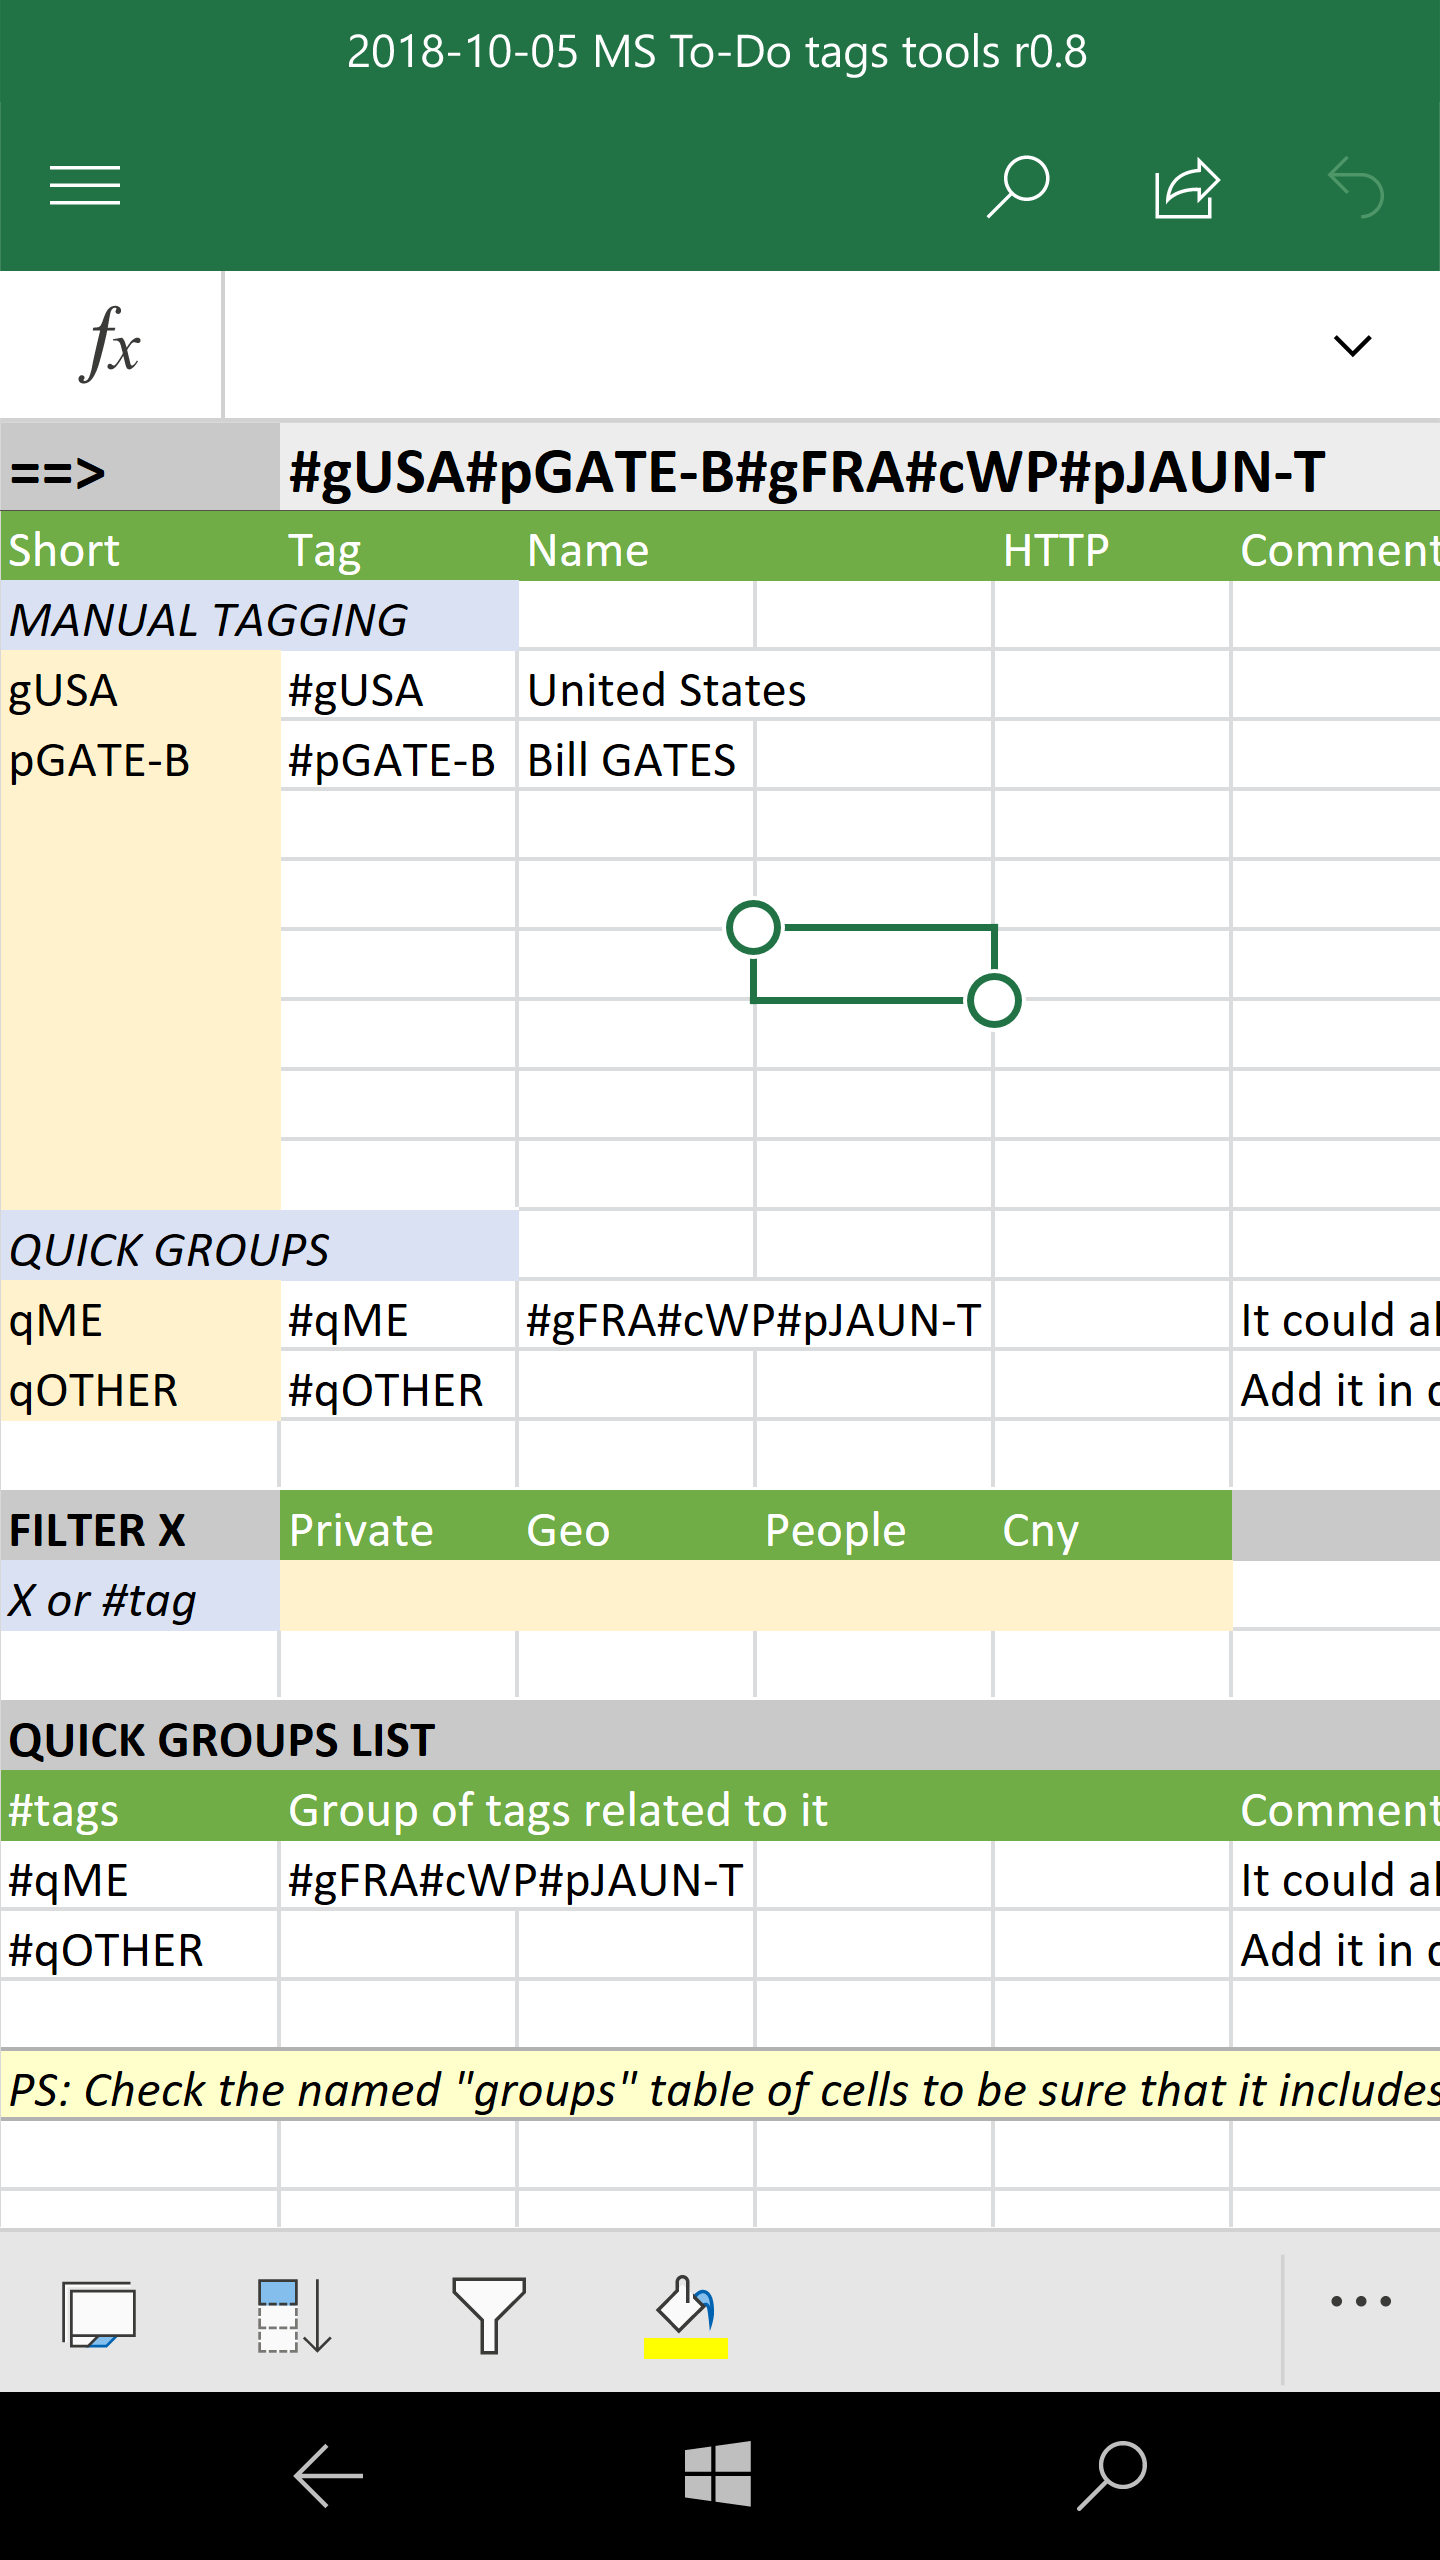 2018-10-05 MS To-Do tags tools r0.8
fx
==> #gUSA#pGATE-B#gFRA#cWP#pJAUN-T
Short Tag Name HTTP Comment
MANUAL TAGGING
gUSA #gUSA United States
pGATE-B #pGATE-B Bill GATES
QUICK GROUPS
qME #qME #gFRA#cWP#pJAUN-T It could al
qOTHER #qOTHER Add it in
FILTER X Private Geo People Cny
X or #tag
QUICK GROUPS LIST
#tags Group of tags related to it Comment
#qME #gFRA#cWP#pJAUN-T It could al
#qOTHER Add it in
PS: Check the named "groups" table of cells to be sure that it includes